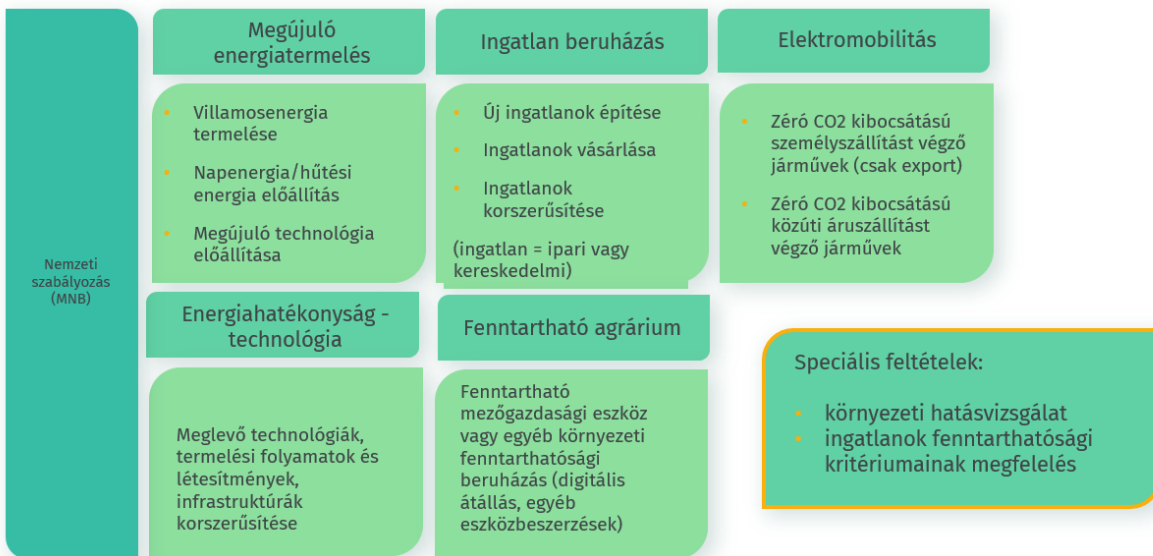 Nemzeti
szabályozás
(MNB)
Megújuló
energiatermelés
• Villamosenergia
termelése
• Napenergia/hűtési
energia előállítás
• Megújuló technológia
előállítása
Ingatlan beruházás
• Új ingatlanok építése
• Ingatlanok vásárlása
• Ingatlanok
korszerűsítése
(ingatlan = ipari vagy
kereskedelmi)
Elektromobilitás
• Zéró CO2 kibocsátású
személyszállítást végző
járművek (csak export)
• Zéró CO2 kibocsátású
közúti áruszállítást
végző járművek
Energiahatékonyság -
technológia
Meglevő technológiák,
termelési folyamatok és
létesítmények,
infrastruktúrák
korszerűsítése
Fenntartható agrárium
Fenntartható
mezőgazdasági eszköz
vagy egyéb környezeti
fenntarthatósági
beruházás (digitális
átállás, egyéb
eszközbeszerzések)
Speciális feltételek:
• környezeti hatásvizsgálat
• ingatlanok fenntarthatósági
kritériumainak megfelelés